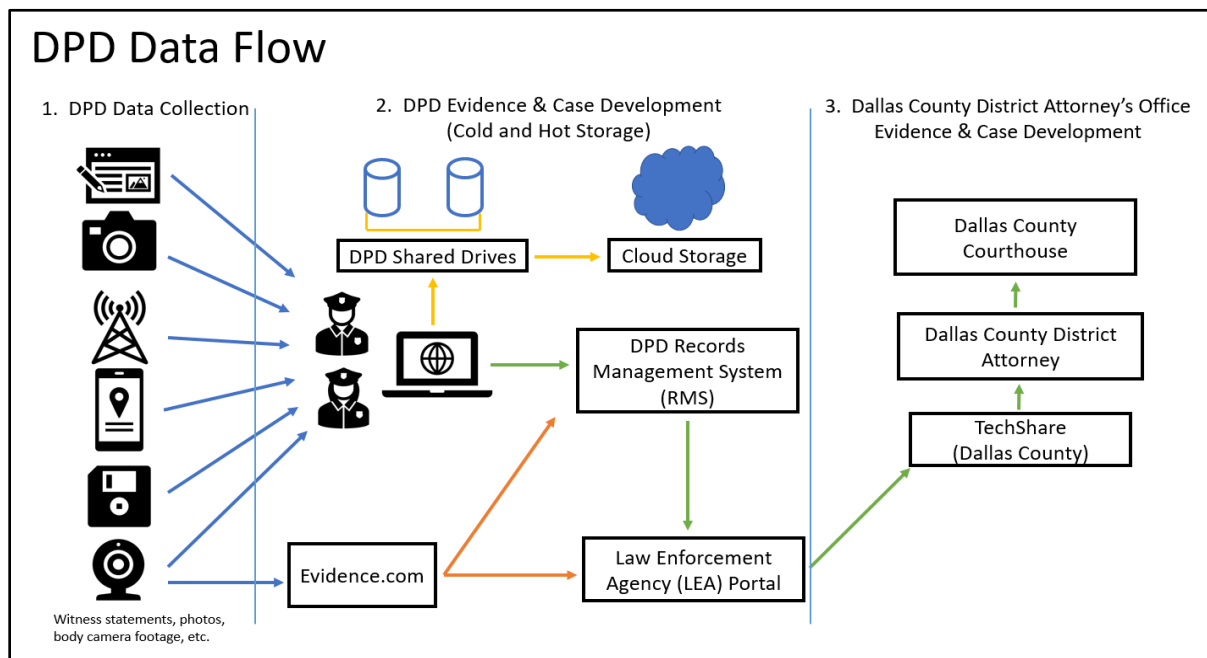 DPD Data Flow
1. DPD Data Collection
2. DPD Evidence & Case Development
(Cold and Hot Storage)
3. Dallas County District Attorney's Office
Evidence & Case Development
DPD Shared Drives
Cloud Storage
Dallas County
Courthouse
DPD Records
Management System
(RMS)
Dallas County District
Attorney
TechShare
(Dallas County)
Evidence.com
Law Enforcement
Agency (LEA) Portal
Witness statements, photos,
body camera footage, etc.